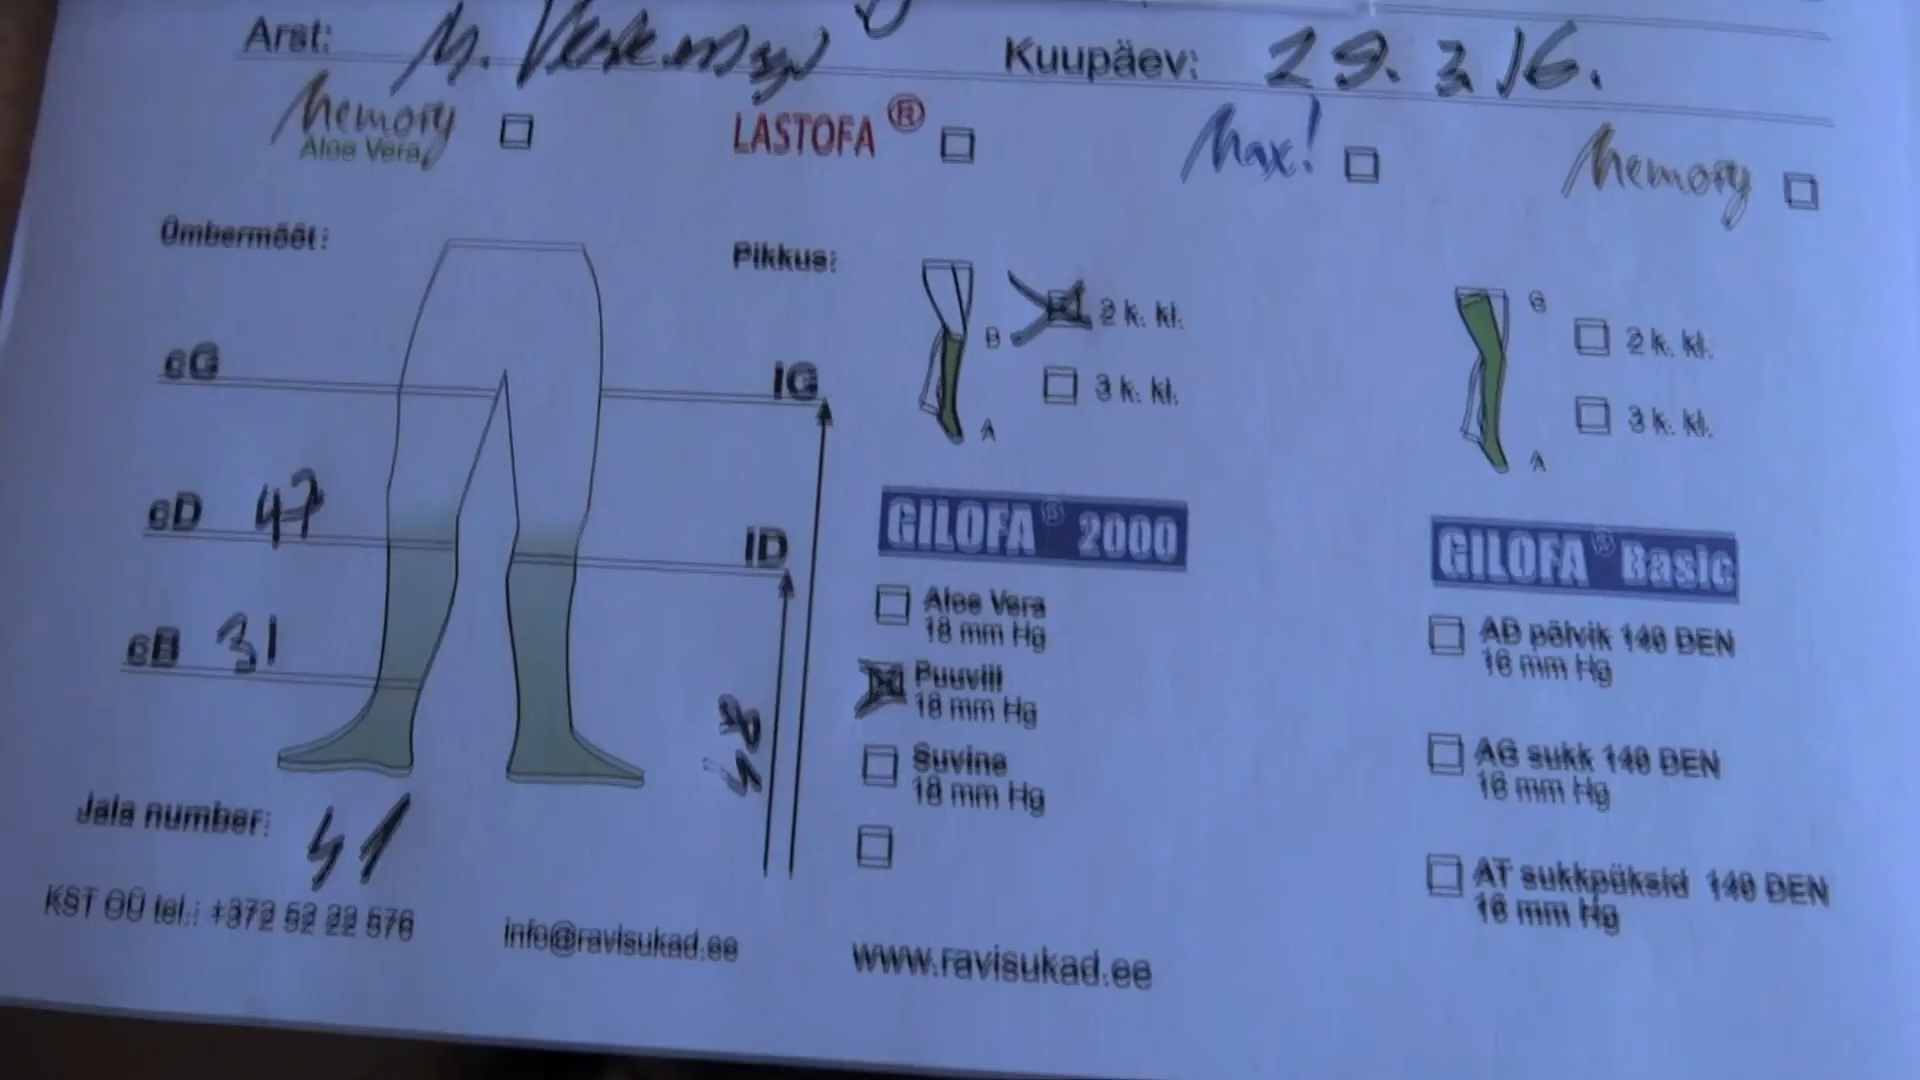 Arst: M.
Kuupäev: 29. 3 16.
Memory
Aloe Vera
LASTOFA ®
Max!
Memory
Ümbermõõt:
Pikkus:
cG
lG
cD 47
lD
cB 31
48
B
A
2 k. kl.
3 k. kl.
G
A
2 k. kl.
3 k. kl.
GILOFA ® 2000
Aloe Vera
18 mm Hg
Puuvill
18 mm Hg
Suvine
18 mm Hg
GILOFA ® Basic
AD põlvik 140 DEN
16 mm Hg
AG sukk 140 DEN
16 mm Hg
AT sukkpüksid 140 DEN
16 mm Hg
Jala number: 41
KST OÜ tel.: +372 52 22 576
info@ravisukad.ee
www.ravisukad.ee